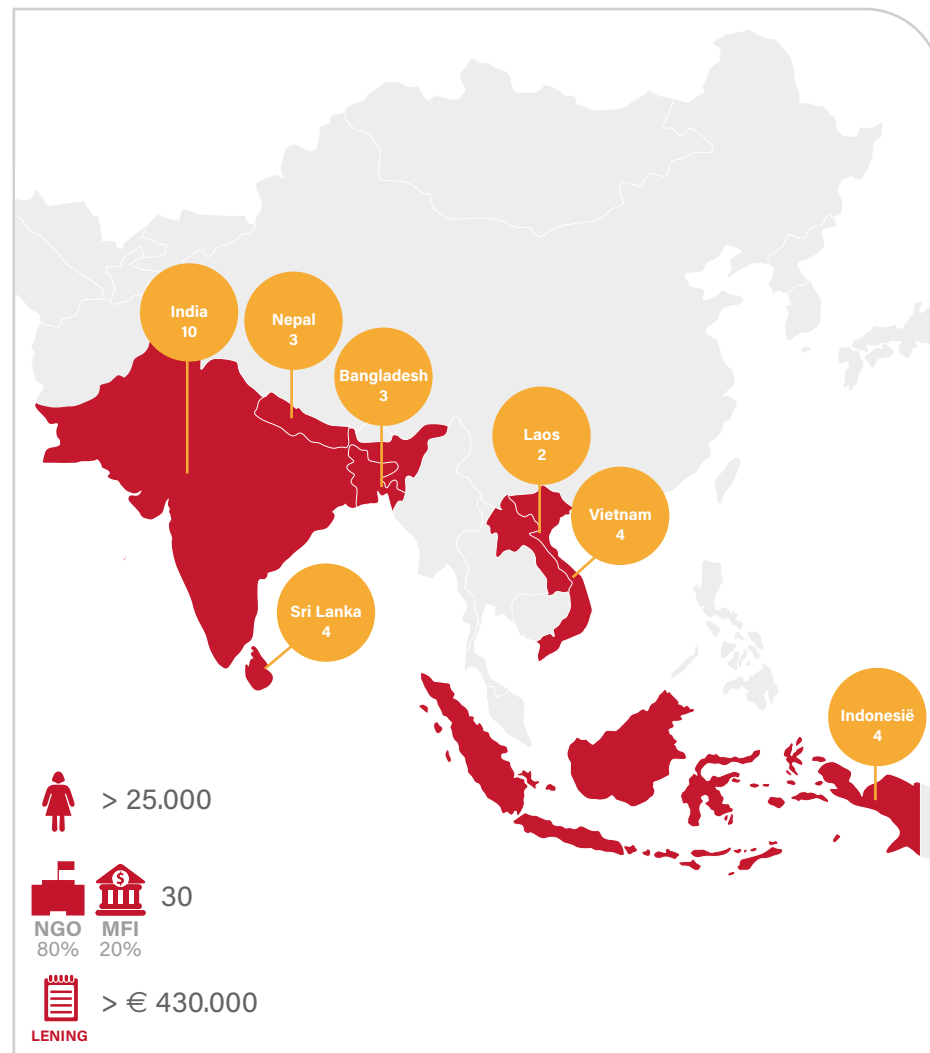 India
10
Nepal
3
Bangladesh
3
Laos
2
Vietnam
4
Sri Lanka
4
Indonesië
4
> 25.000
$
30
NGO MFI
80% 20%
> € 430.000
LENING